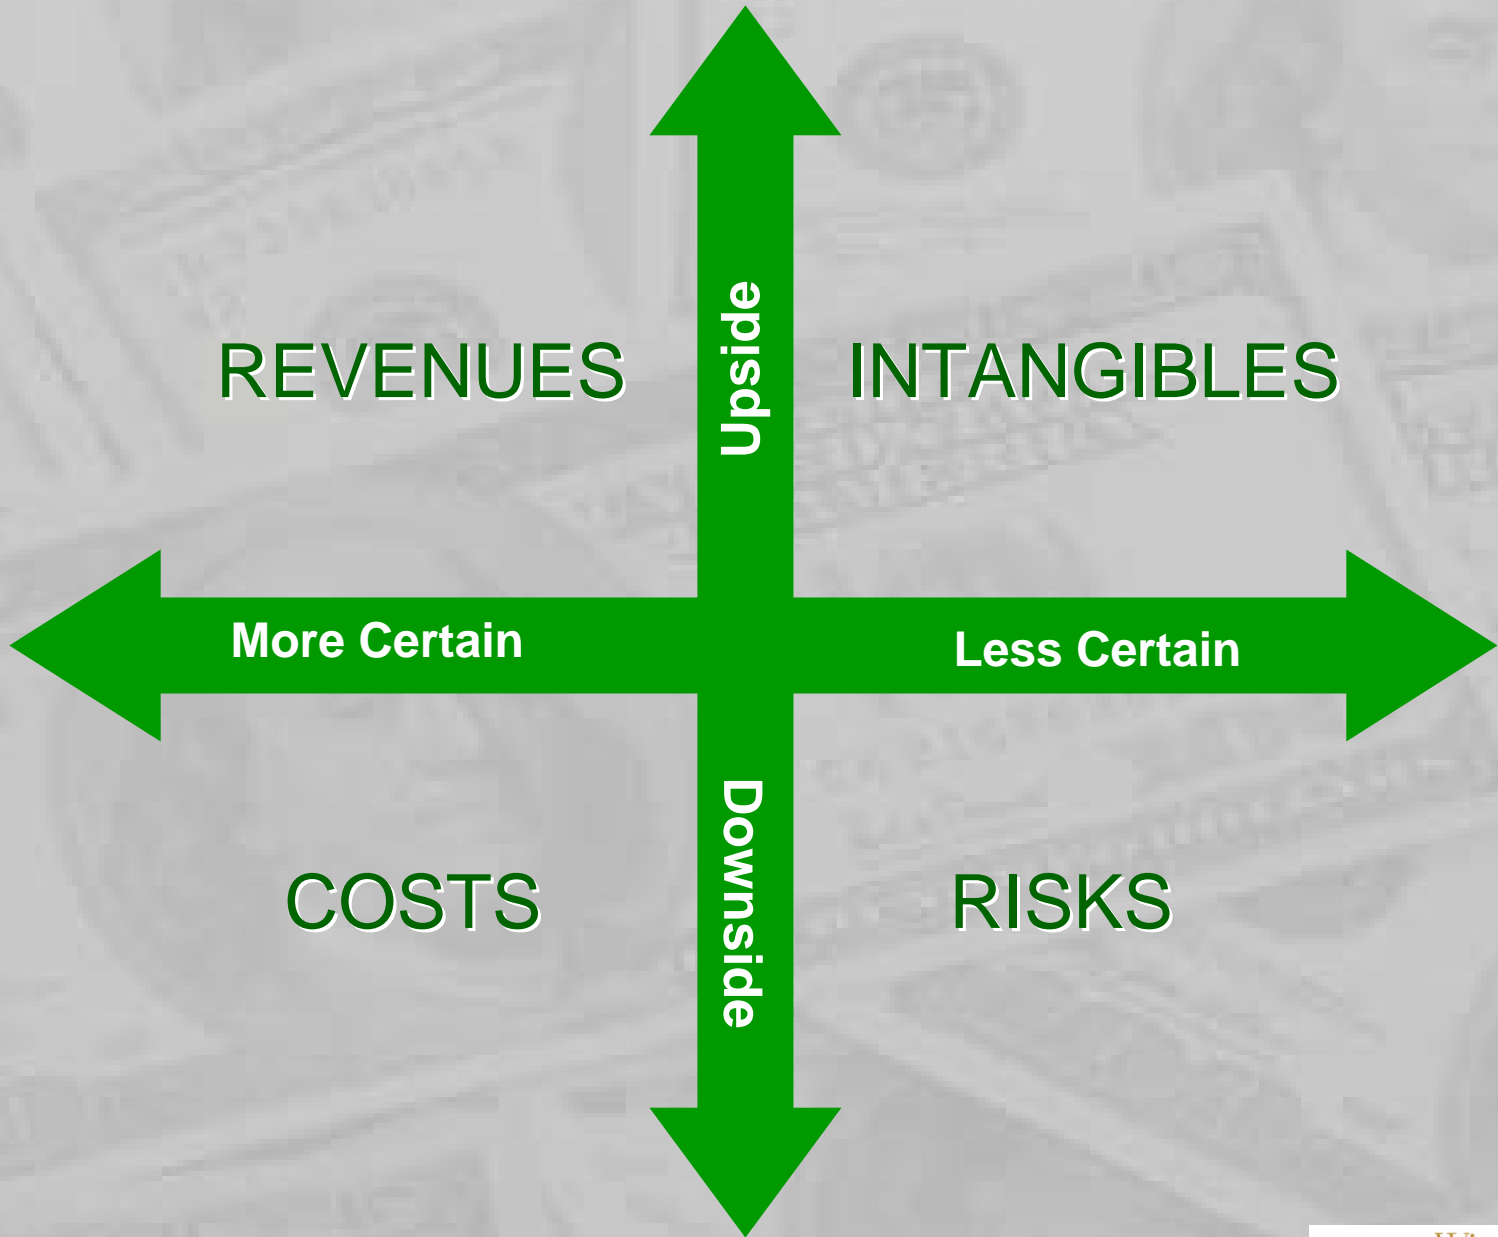 Upside
REVENUES
INTANGIBLES
More Certain
Less Certain
Downside
COSTS
RISKS